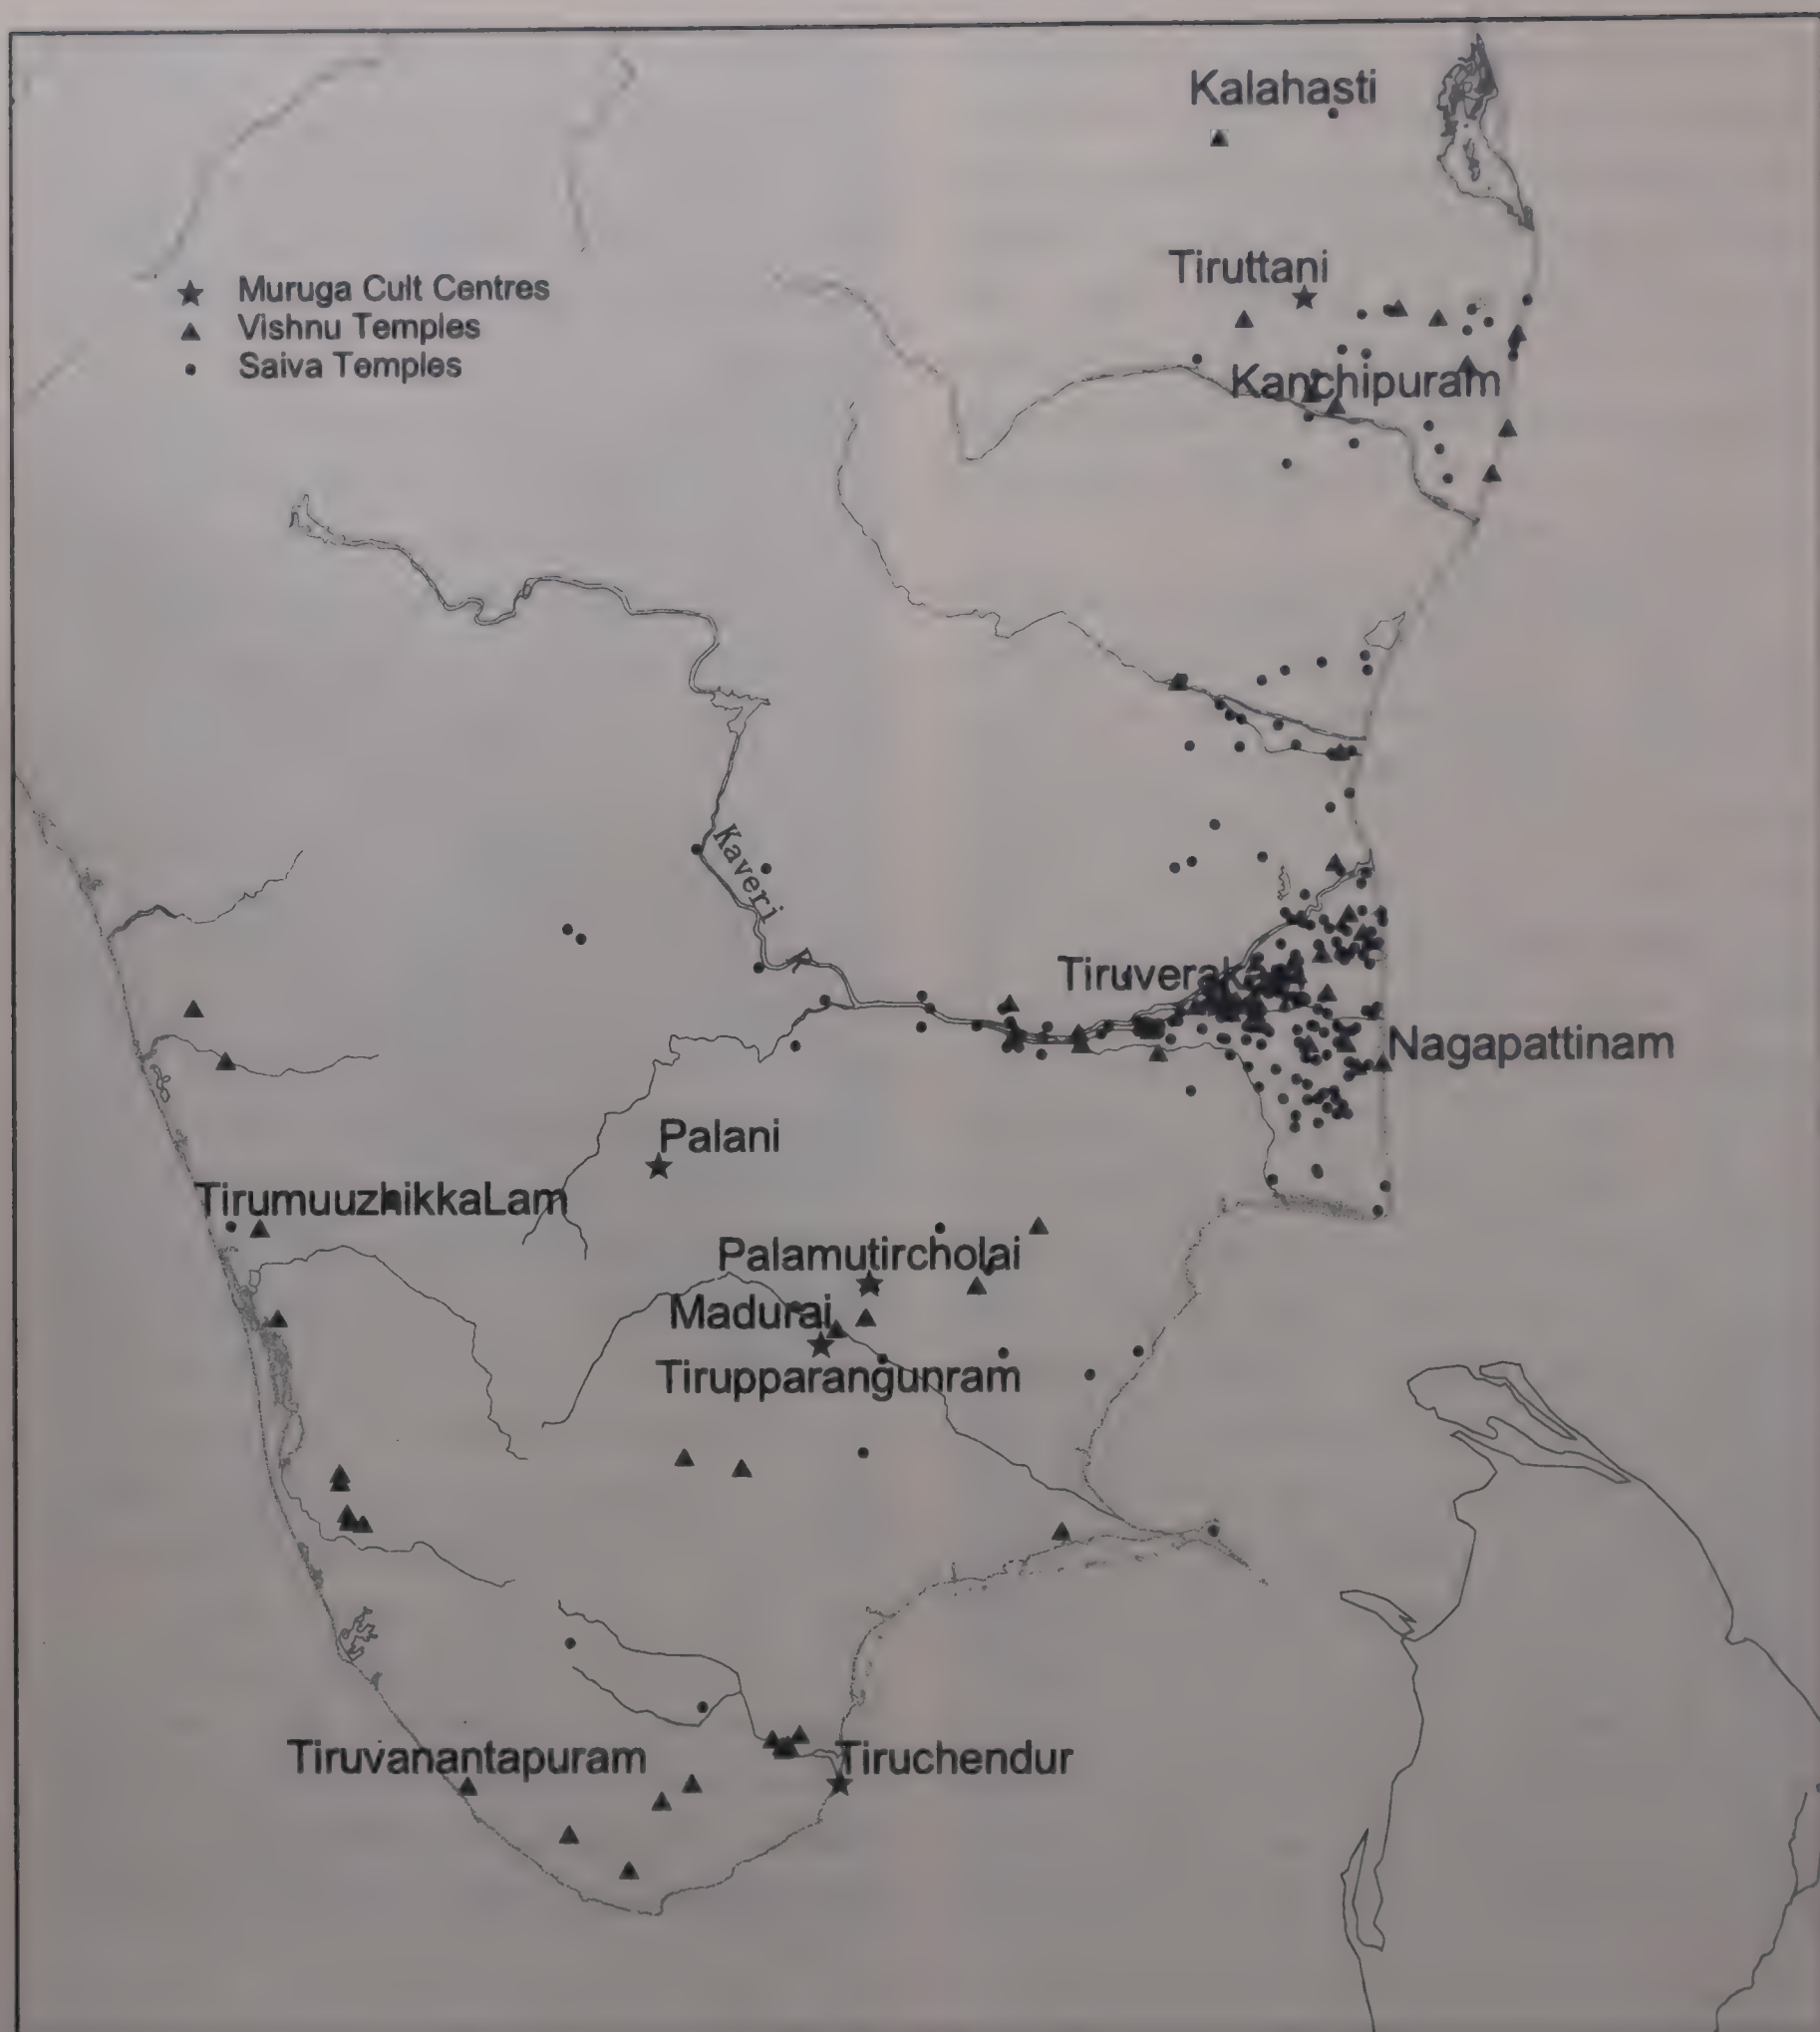 Kalahasti
Tiruttani
Muruga Cult Centres
Vishnu Temples
Saiva Temples
Kanchipuram
Kaveri
R
Nagapattinam
Palani
TirumuuzhikkaLam
Palamutircholai
Madurai
Tirupparangunram
Tiruvanantapuram
Tiruchendur